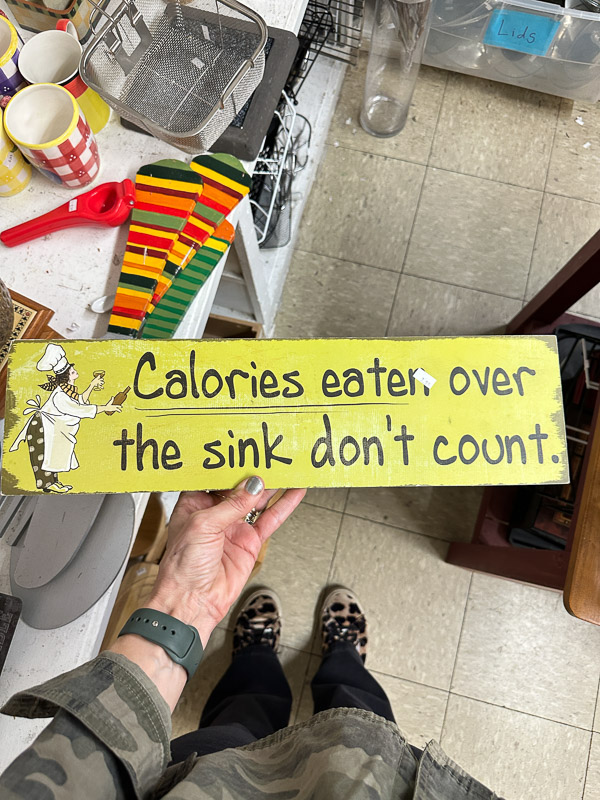 Lids
Calories eaten over
the sink don't count.